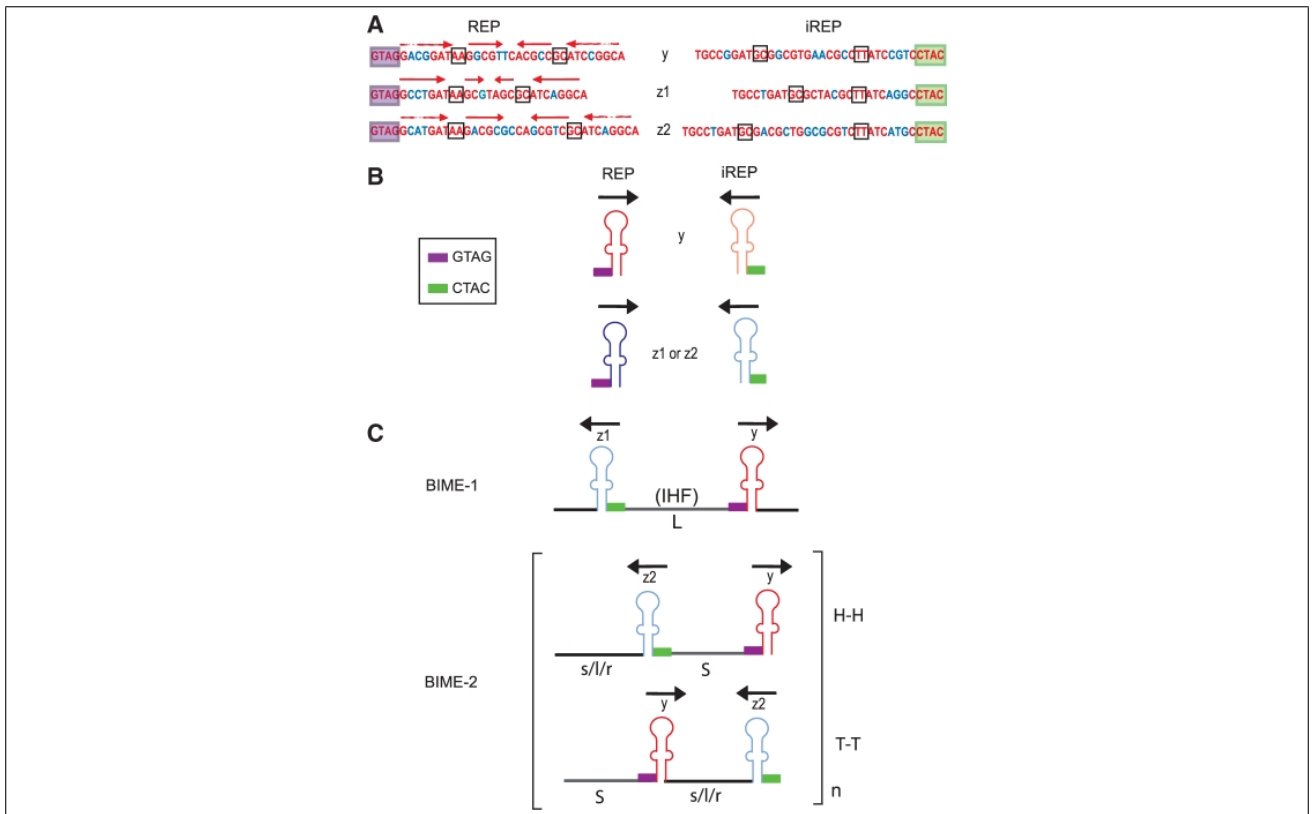 A
REP
iREP
GTAGGACGGATAAGGCGTTCACGCCGCATCCGGCA
y
TGCCGGATGCGGCGTGAACGCCTTATCCGTCCTAC
GTAGGCCTGATAAGCGTAGCGCATCAGGCA
z1
TGCCTGATGCGCTACGCTTATCAGGCCTAC
GTAGGCATGATAAGACGCGCCAGCGTCGCATCAGGCA
z2
TGCCTGATGCGACGCTGGCGCGTCTTATCATGCCTAC
B
REP
iREP
y
GTAG
CTAC
z1 or z2
C
z1
y
BIME-1
(IHF)
L
z2
y
H-H
s/l/r
S
BIME-2
y
z2
T-T
S
s/l/r
n